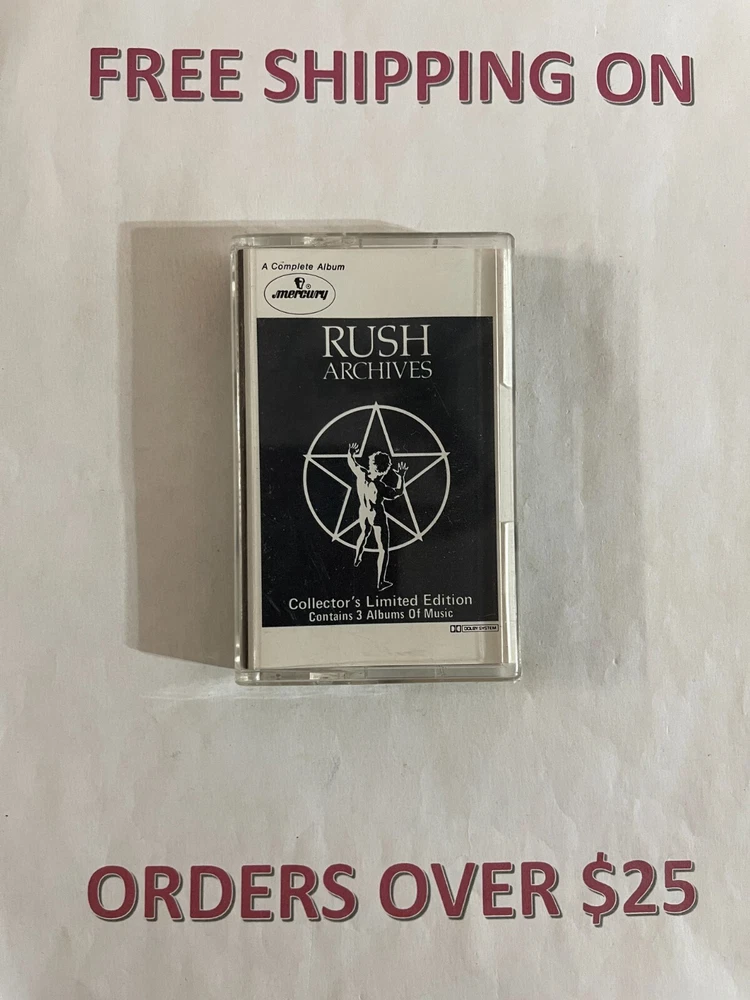 FREE SHIPPING ON
A Complete Album
mercury
RUSH
ARCHIVES
Collector's Limited Edition
Contains 3 Albums Of Music
DOLBY SYSTEM
ORDERS OVER $25